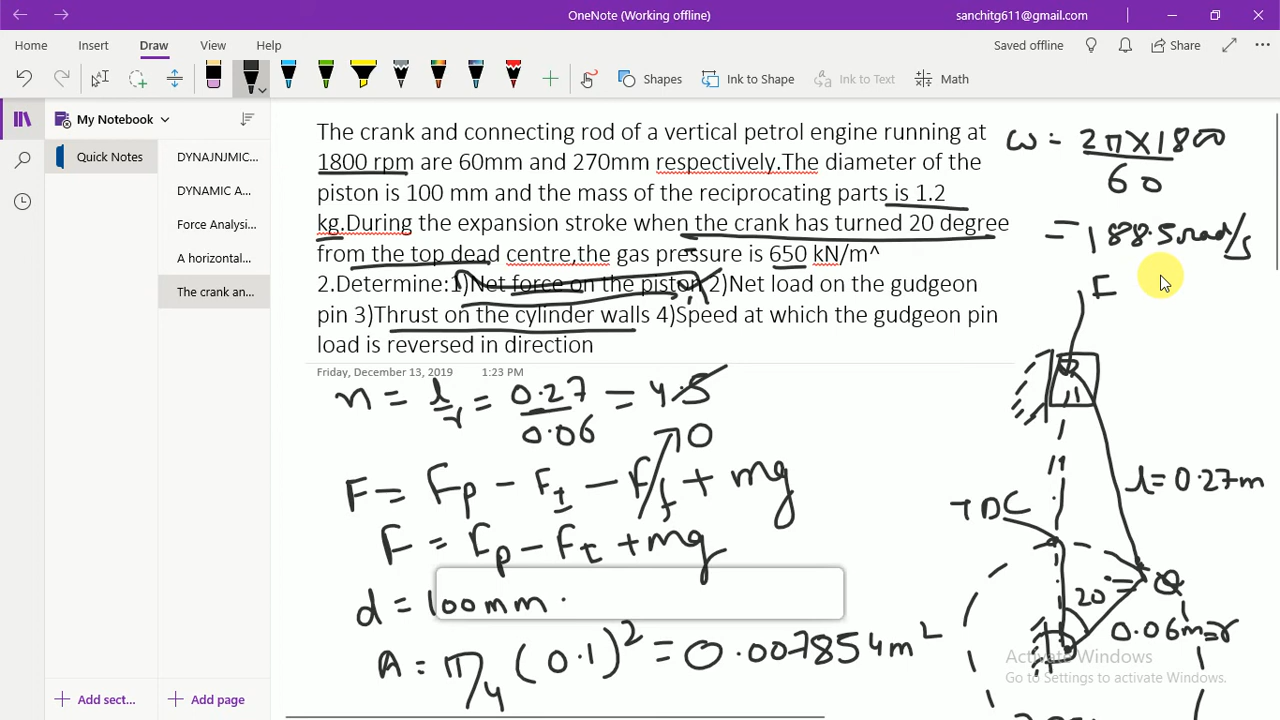 OneNote (Working offline)
sanchitg611@gmail.com
Home Insert Draw View Help
Saved offline
Share
Shapes
Ink to Shape
Ink to Text
Math
My Notebook
Quick Notes
DYNAJNJMIC...
DYNAMIC A...
Force Analysi...
A horizontal...
The crank an...
Add sect...
Add page
The crank and connecting rod of a vertical petrol engine running at
1800 rpm are 60mm and 270mm respectively.The diameter of the
piston is 100 mm and the mass of the reciprocating parts is 1.2
kg.During the expansion stroke when the crank has turned 20 degree
from the top dead centre,the gas pressure is 650 kN/m^
2.Determine:1)Net force on the piston 2)Net load on the gudgeon
pin 3)Thrust on the cylinder walls 4)Speed at which the gudgeon pin
load is reversed in direction
Friday, December 13, 2019 1:23 PM
n = l/r = 0.27/0.06 = 4.5
F = Fp - Ft - Ff + mg
0
F = Fp - Ft + mg
d = 100mm.
A = π/4 (0.1)² = 0.007854m²
ω = 2π×1800
60
= 188.5rad/s
F
l = 0.27m
TDC
20°
0.06m=r
Activate Windows
Go to Settings to activate Windows.